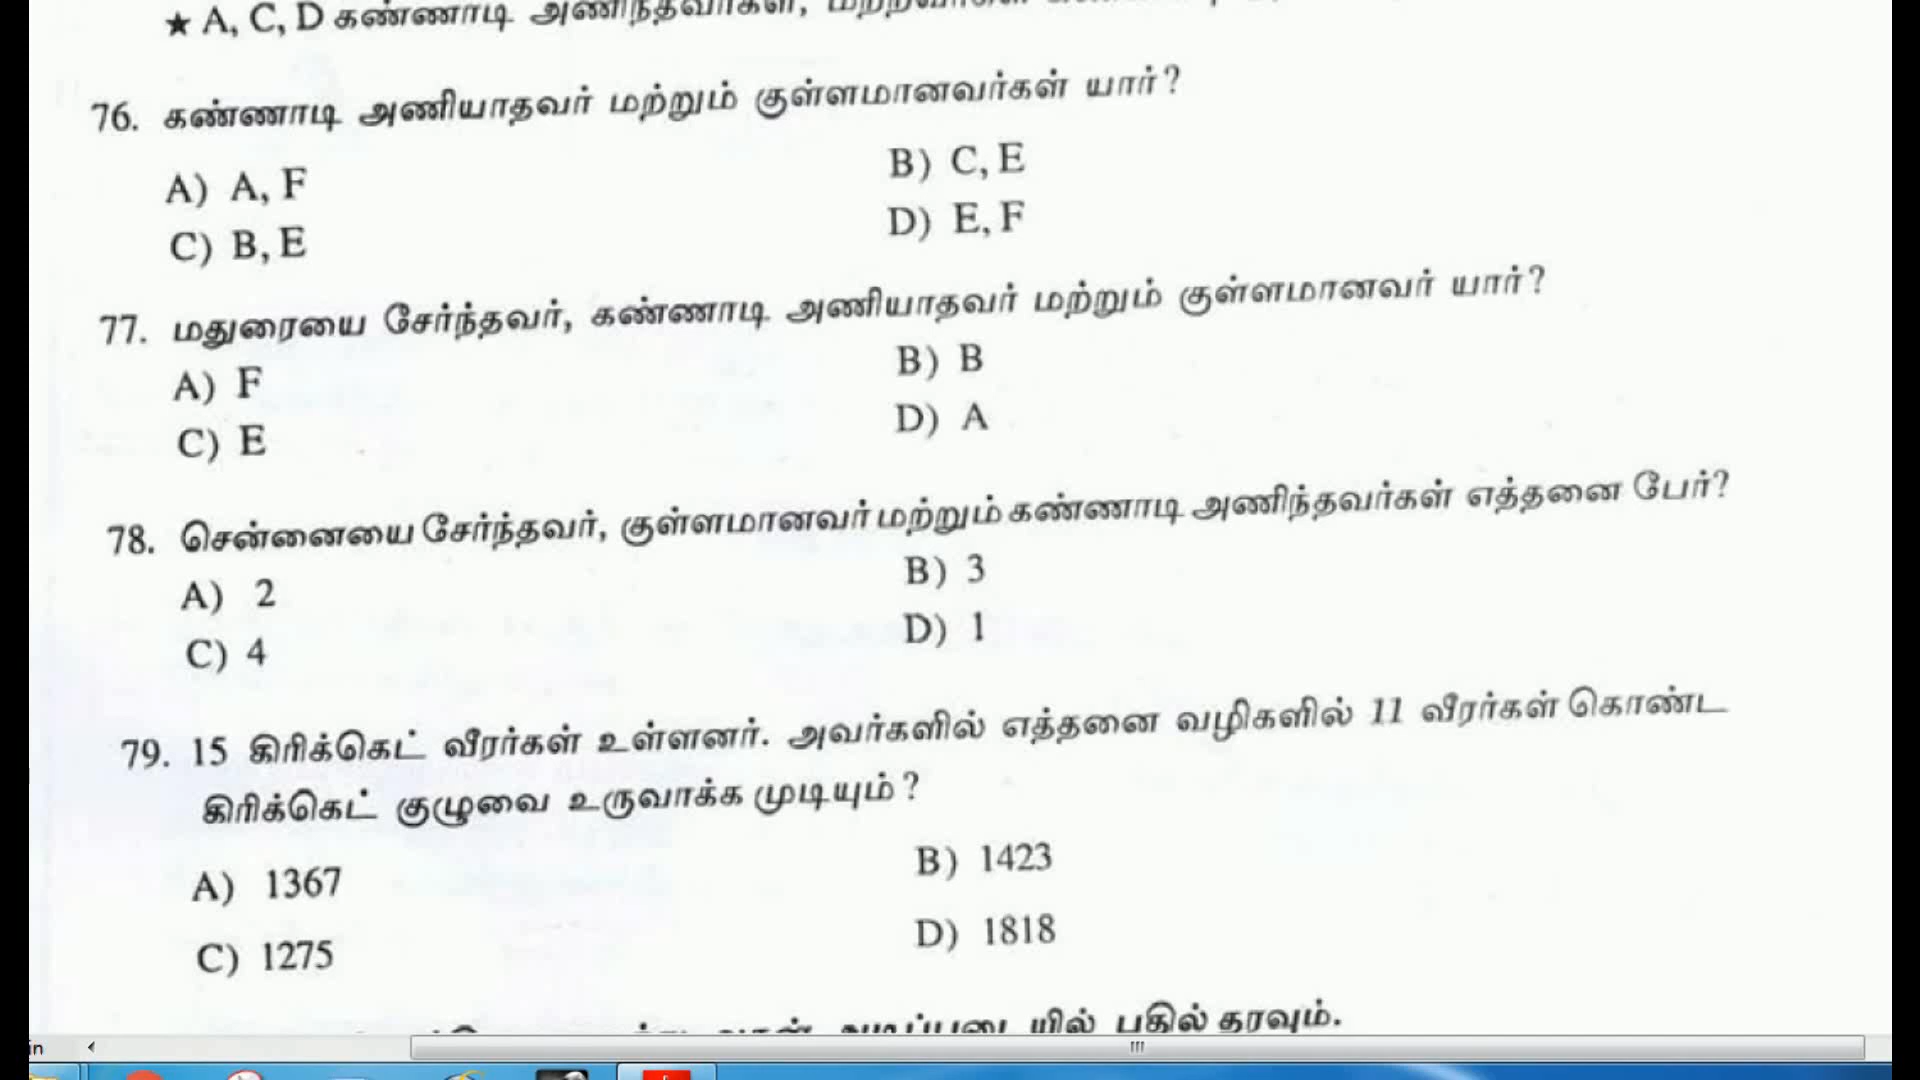 ★ A, C, D கண்ணாடி அணிந்தவர்கள்,
76. கண்ணாடி அணியாதவர் மற்றும் குள்ளமானவர்கள் யார்?
A) A, F
B) C, E
C) B, E
D) E, F
77. மதுரையை சேர்ந்தவர், கண்ணாடி அணியாதவர் மற்றும் குள்ளமானவர் யார்?
A) F
B) B
C) E
D) A
78. சென்னையை சேர்ந்தவர், குள்ளமானவர் மற்றும் கண்ணாடி அணிந்தவர்கள் எத்தனை பேர்?
A) 2
B) 3
C) 4
D) 1
79. 15 கிரிக்கெட் வீரர்கள் உள்ளனர். அவர்களில் எத்தனை வழிகளில் 11 வீரர்கள் கொண்ட
கிரிக்கெட் குழுவை உருவாக்க முடியும்?
A) 1367
B) 1423
C) 1275
D) 1818
பதில் தரவும்.
in